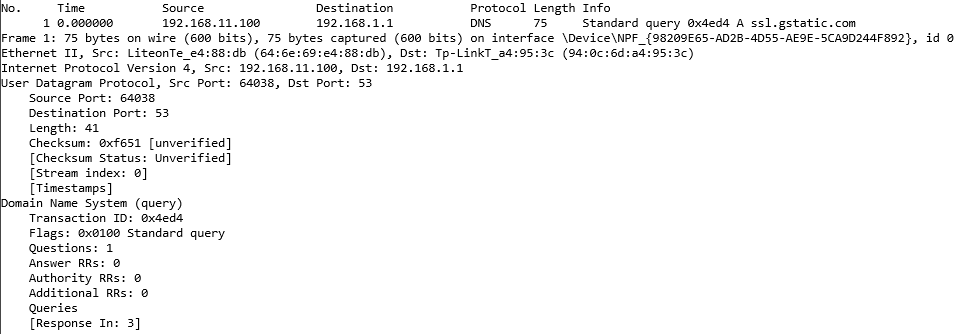 No. Time Source Destination Protocol Length Info
1 0.000000 192.168.11.100 192.168.1.1 DNS 75 Standard query 0x4ed4 A ssl.gstatic.com
Frame 1: 75 bytes on wire (600 bits), 75 bytes captured (600 bits) on interface \Device\NPF_{98209E65-AD2B-4D55-AE9E-5CA9D244F892}, id 0
Ethernet II, Src: LiteonTe_e4:88:db (64:6e:69:e4:88:db), Dst: Tp-LinkT_a4:95:3c (94:0c:6d:a4:95:3c)
Internet Protocol Version 4, Src: 192.168.11.100, Dst: 192.168.1.1
User Datagram Protocol, Src Port: 64038, Dst Port: 53
Source Port: 64038
Destination Port: 53
Length: 41
Checksum: 0xf651 [unverified]
[Checksum Status: Unverified]
[Stream index: 0]
[Timestamps]
Domain Name System (query)
Transaction ID: 0x4ed4
Flags: 0x0100 Standard query
Questions: 1
Answer RRs: 0
Authority RRs: 0
Additional RRs: 0
Queries
[Response In: 3]